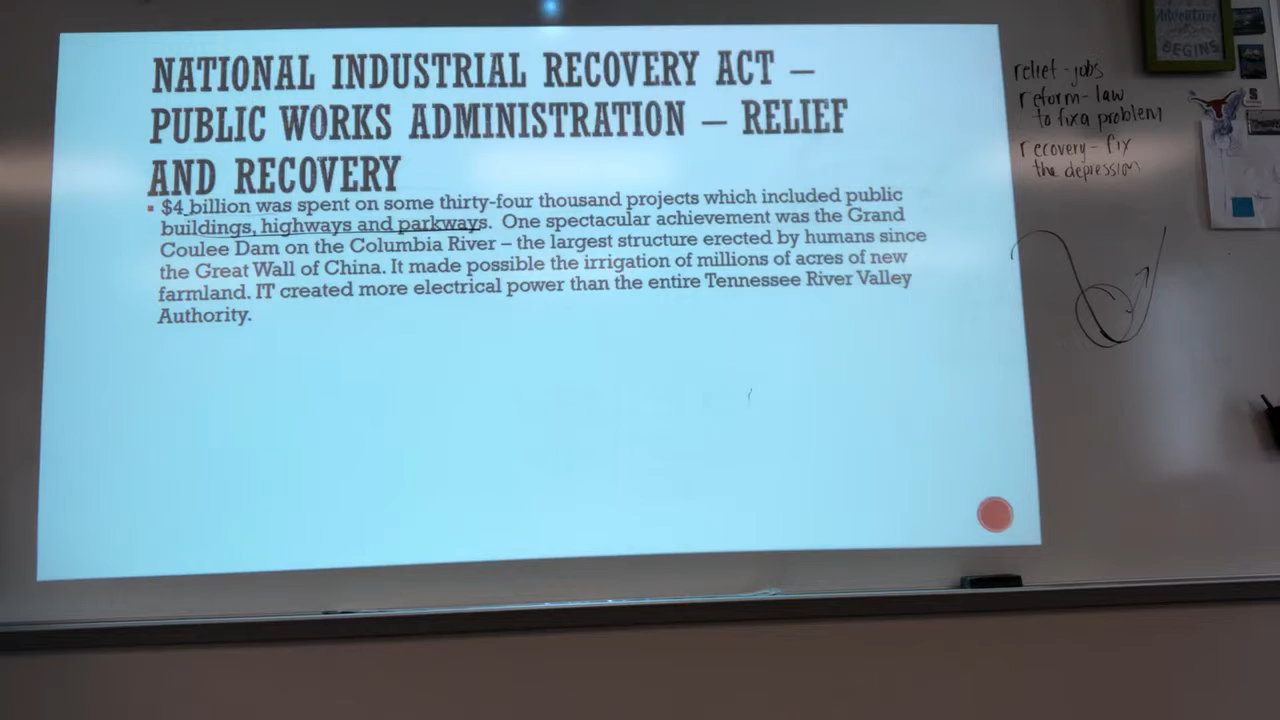 NATIONAL INDUSTRIAL RECOVERY ACT –
PUBLIC WORKS ADMINISTRATION – RELIEF
AND RECOVERY
▪ $4 billion was spent on some thirty-four thousand projects which included public
buildings, highways and parkways. One spectacular achievement was the Grand
Coulee Dam on the Columbia River – the largest structure erected by humans since
the Great Wall of China. It made possible the irrigation of millions of acres of new
farmland. IT created more electrical power than the entire Tennessee River Valley
Authority.
relief - jobs
reform - law
to fix a problem
recovery - fix
the depression
Adventure
BEGINS